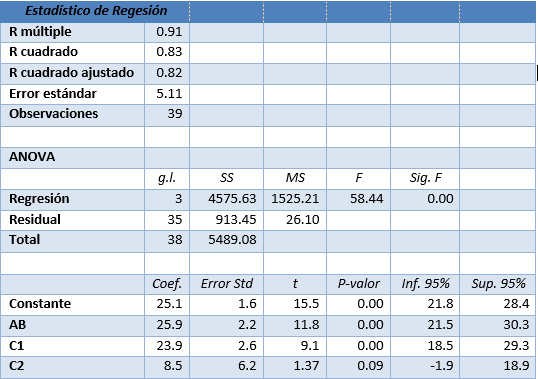 Estadístico de Regesión
R múltiple 0.91
R cuadrado 0.83
R cuadrado ajustado 0.82
Error estándar 5.11
Observaciones 39
ANOVA
g.l. SS MS F Sig. F
Regresión 3 4575.63 1525.21 58.44 0.00
Residual 35 913.45 26.10
Total 38 5489.08
Coef. Error Std t P-valor Inf. 95% Sup. 95%
Constante 25.1 1.6 15.5 0.00 21.8 28.4
AB 25.9 2.2 11.8 0.00 21.5 30.3
C1 23.9 2.6 9.1 0.00 18.5 29.3
C2 8.5 6.2 1.37 0.09 -1.9 18.9